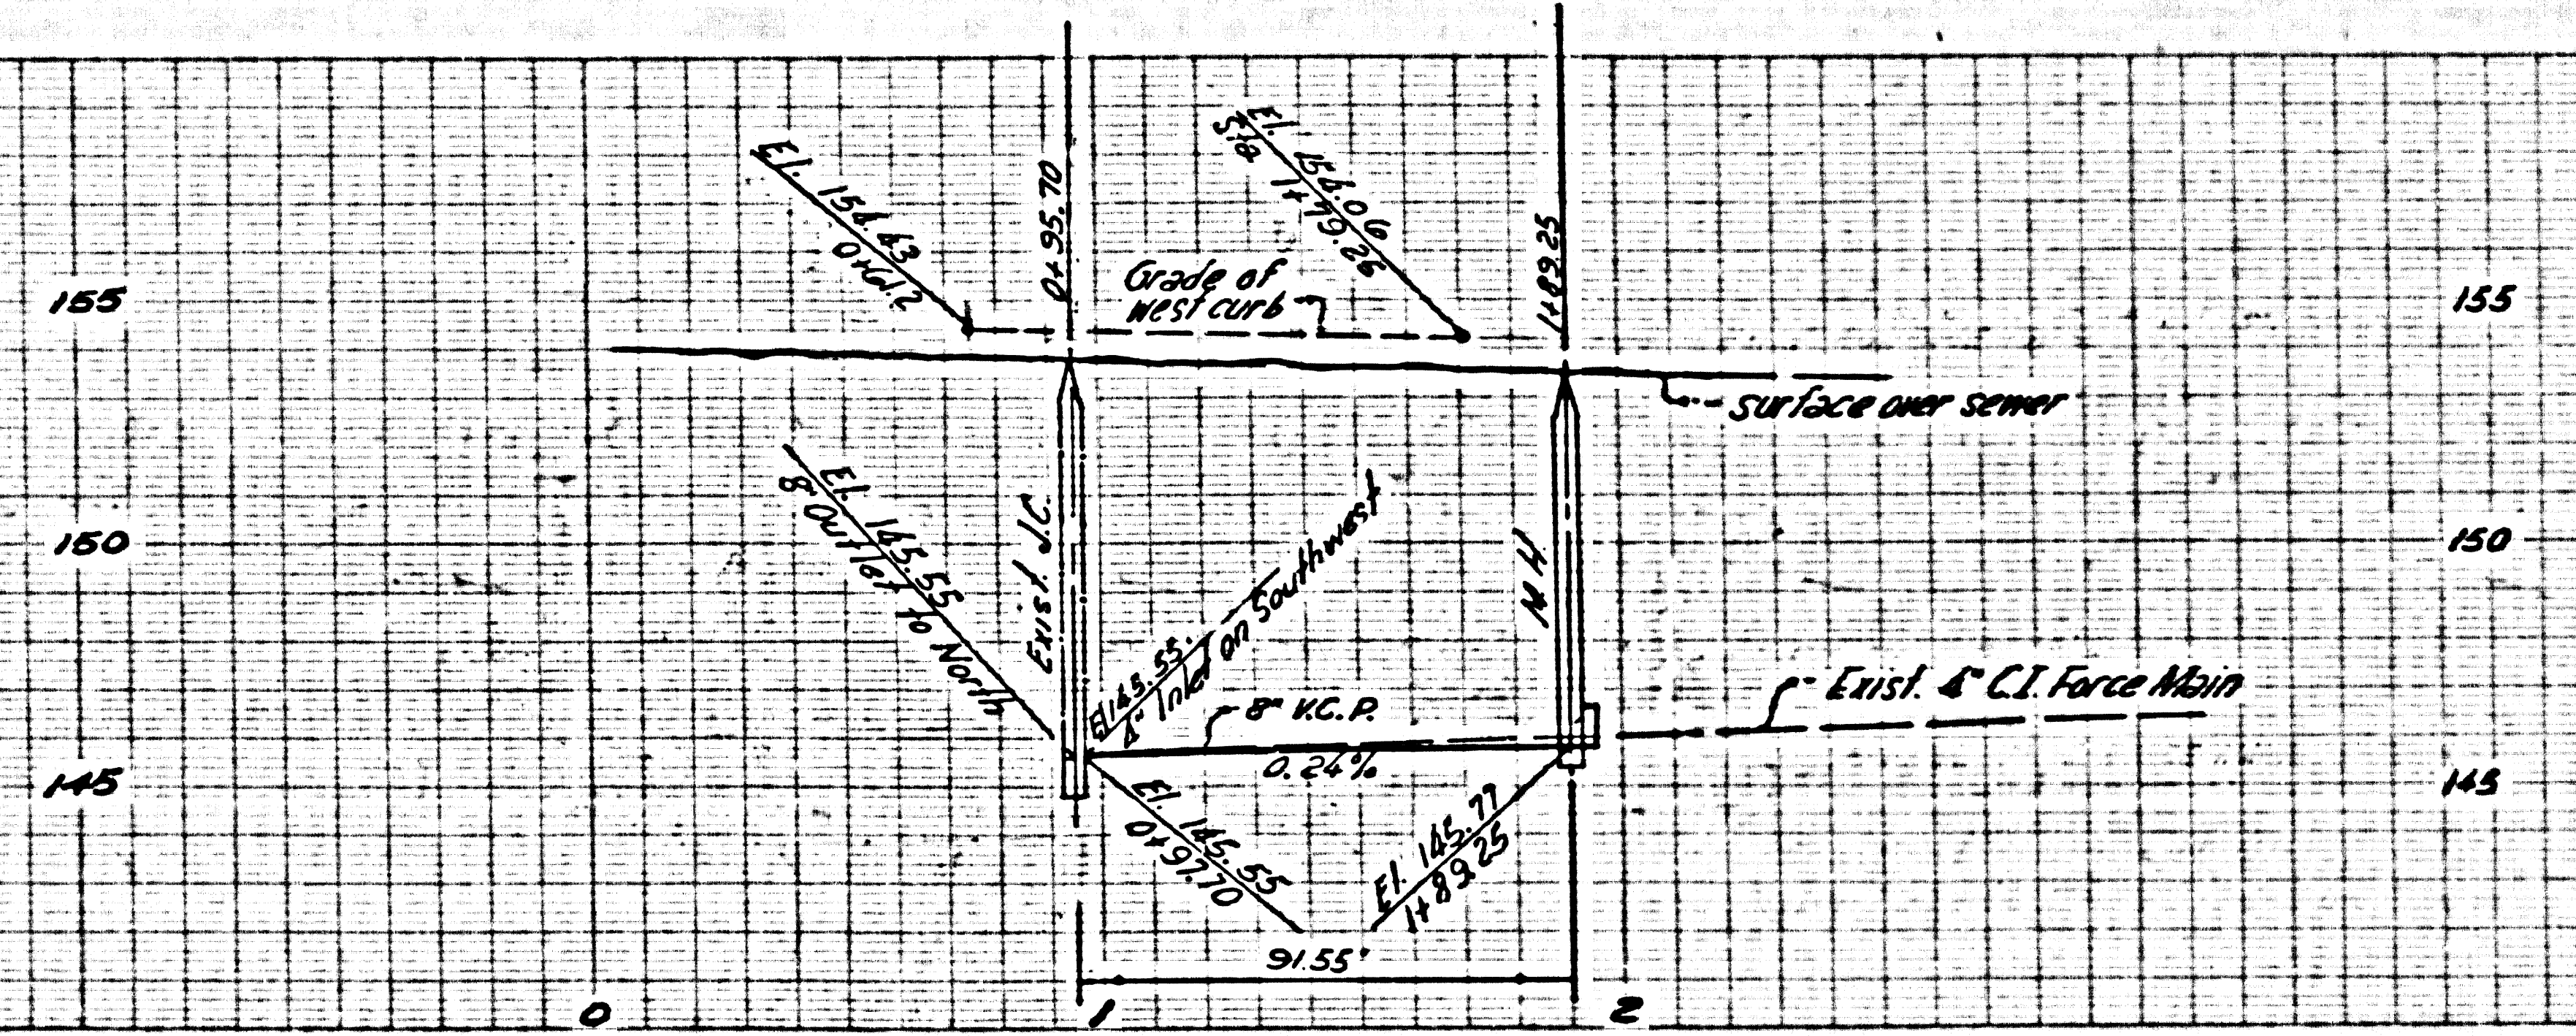 El. 154.43
0+61.2
0+95.70
El. 154.06
Sta 1+79.26
1+89.25
Grade of
west curb
155
155
surface over sewer
El. 145.55
8" Outlet to North
Exist. J.C.
El 145.55
4" Inlet on Southwest
M.H.
150
150
8" V.C.P.
0.24%
Exist. 4" C.I. Force Main
145
145
El. 145.55
0+97.70
El. 145.77
1+89.25
91.55'
0
1
2